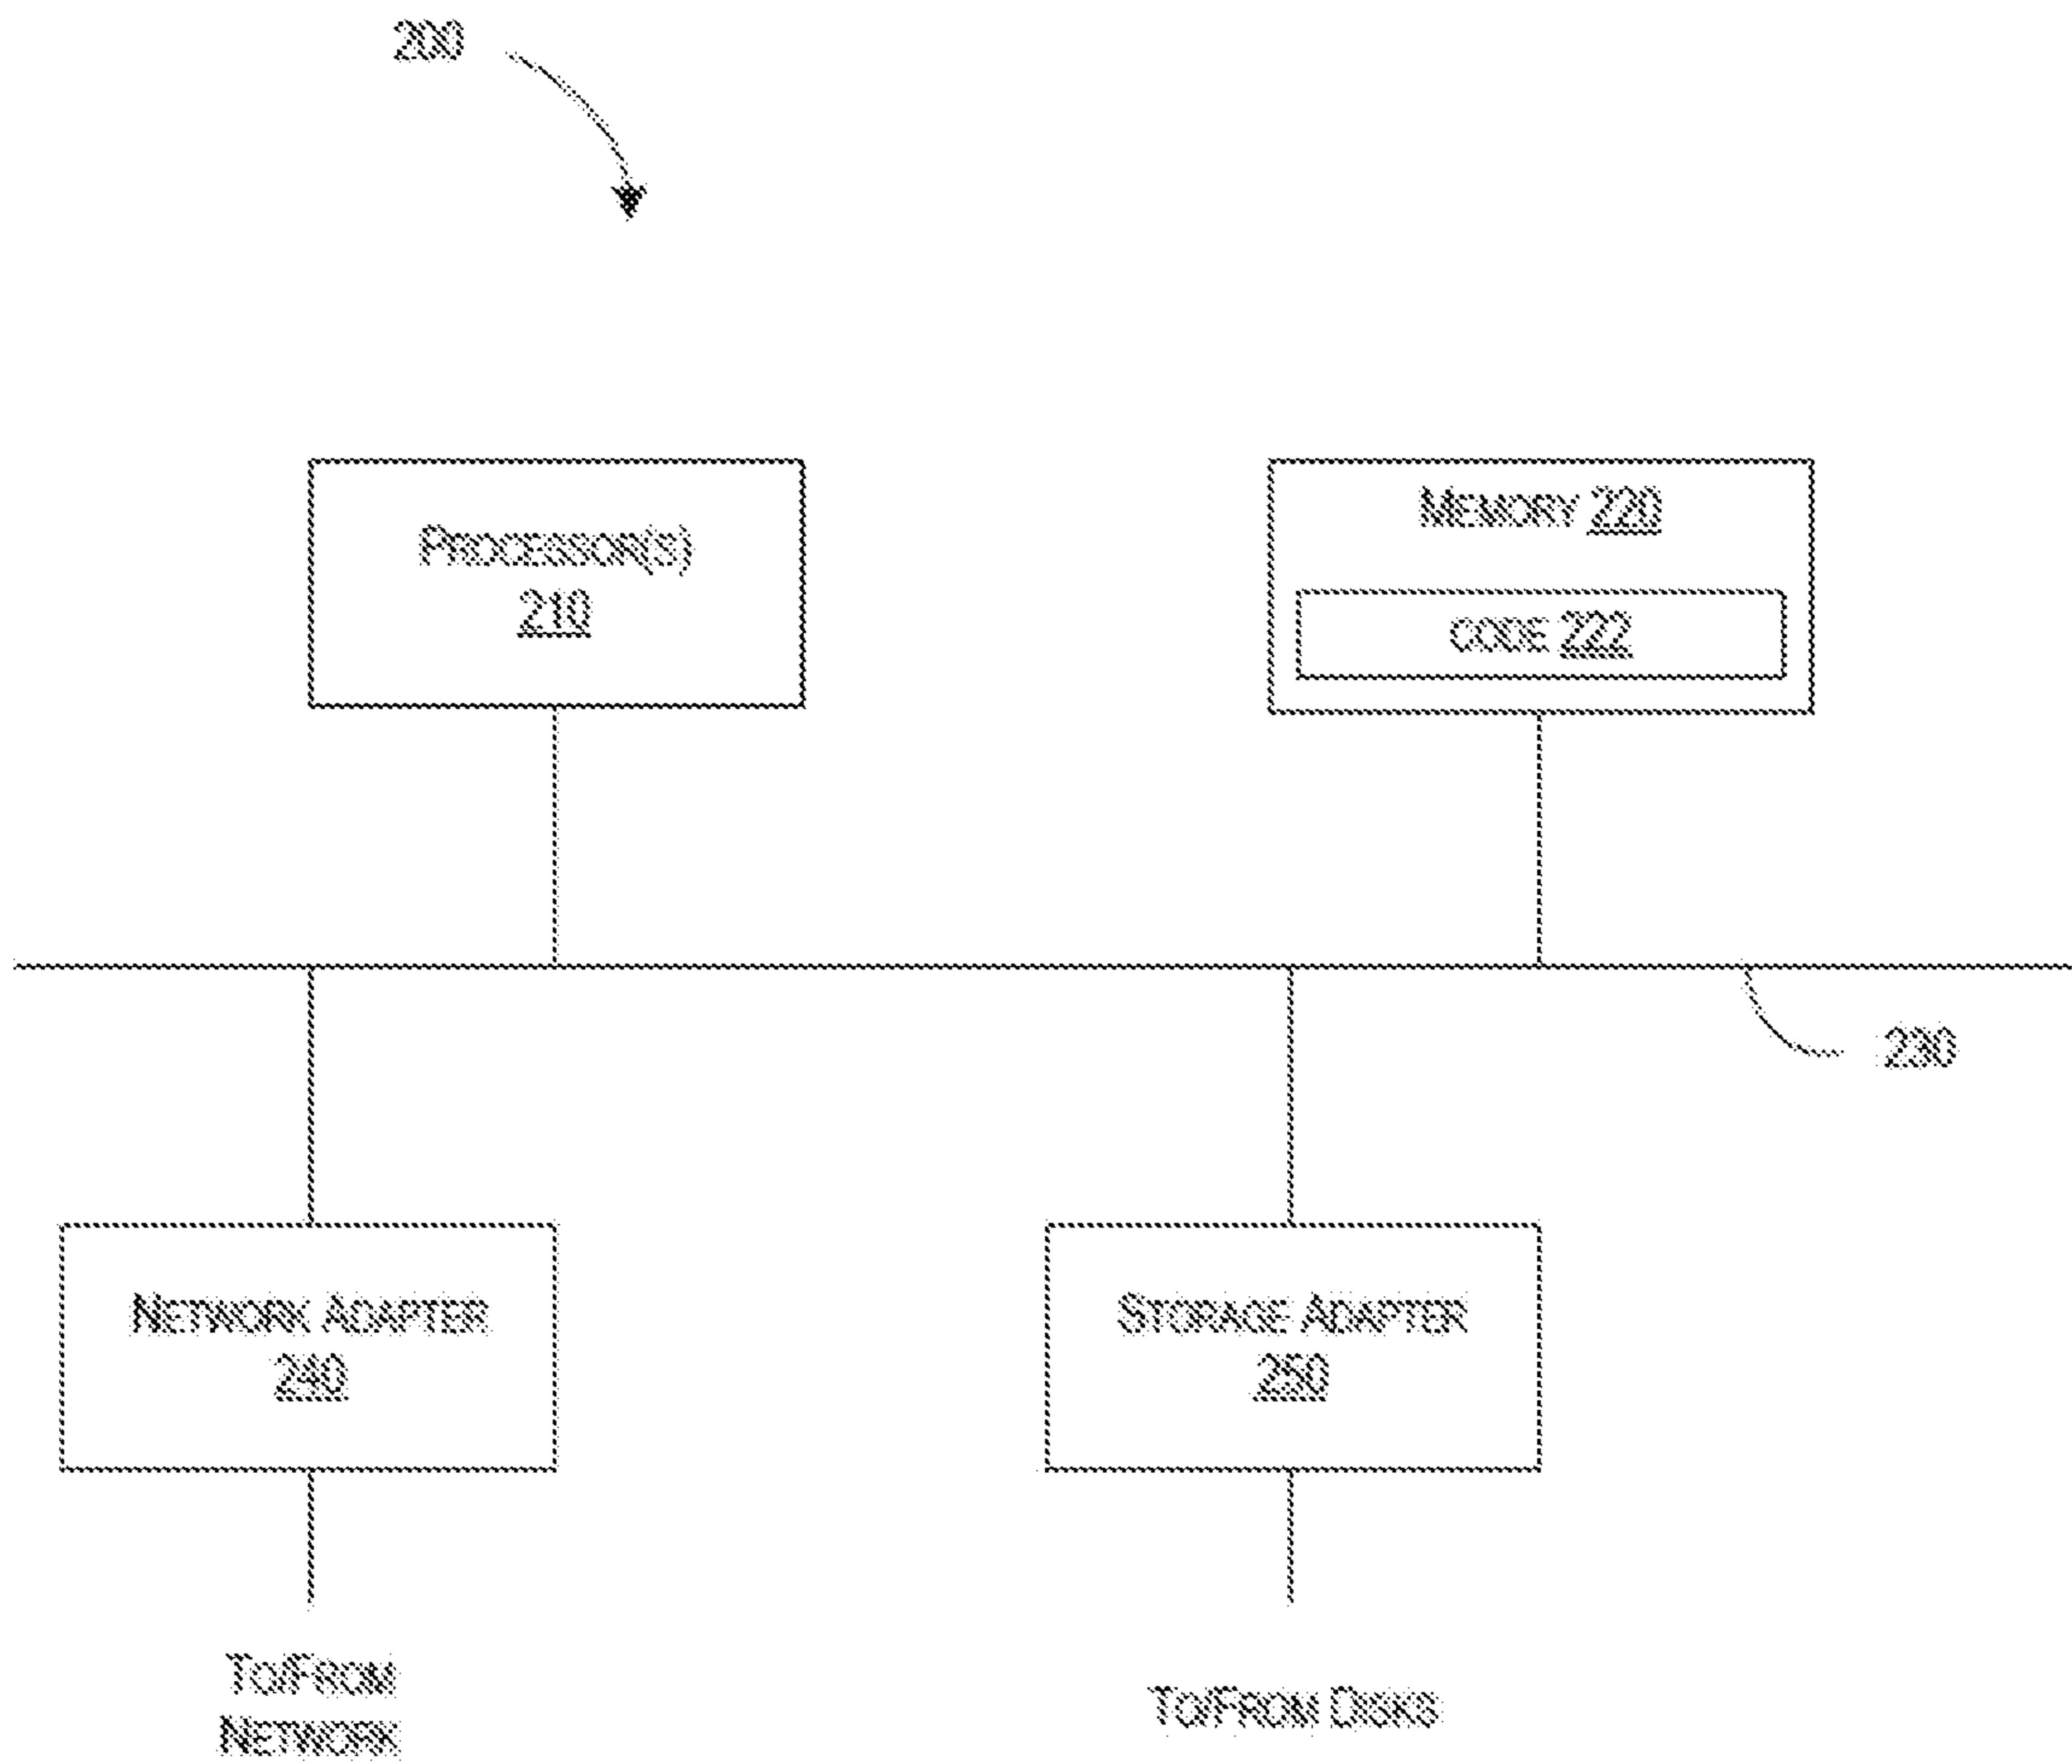 200
PROCESSOR(S)
210
MEMORY 220
CODE 222
230
NETWORK ADAPTER
240
STORAGE ADAPTER
250
TO/FROM
NETWORK
TO/FROM DISKS